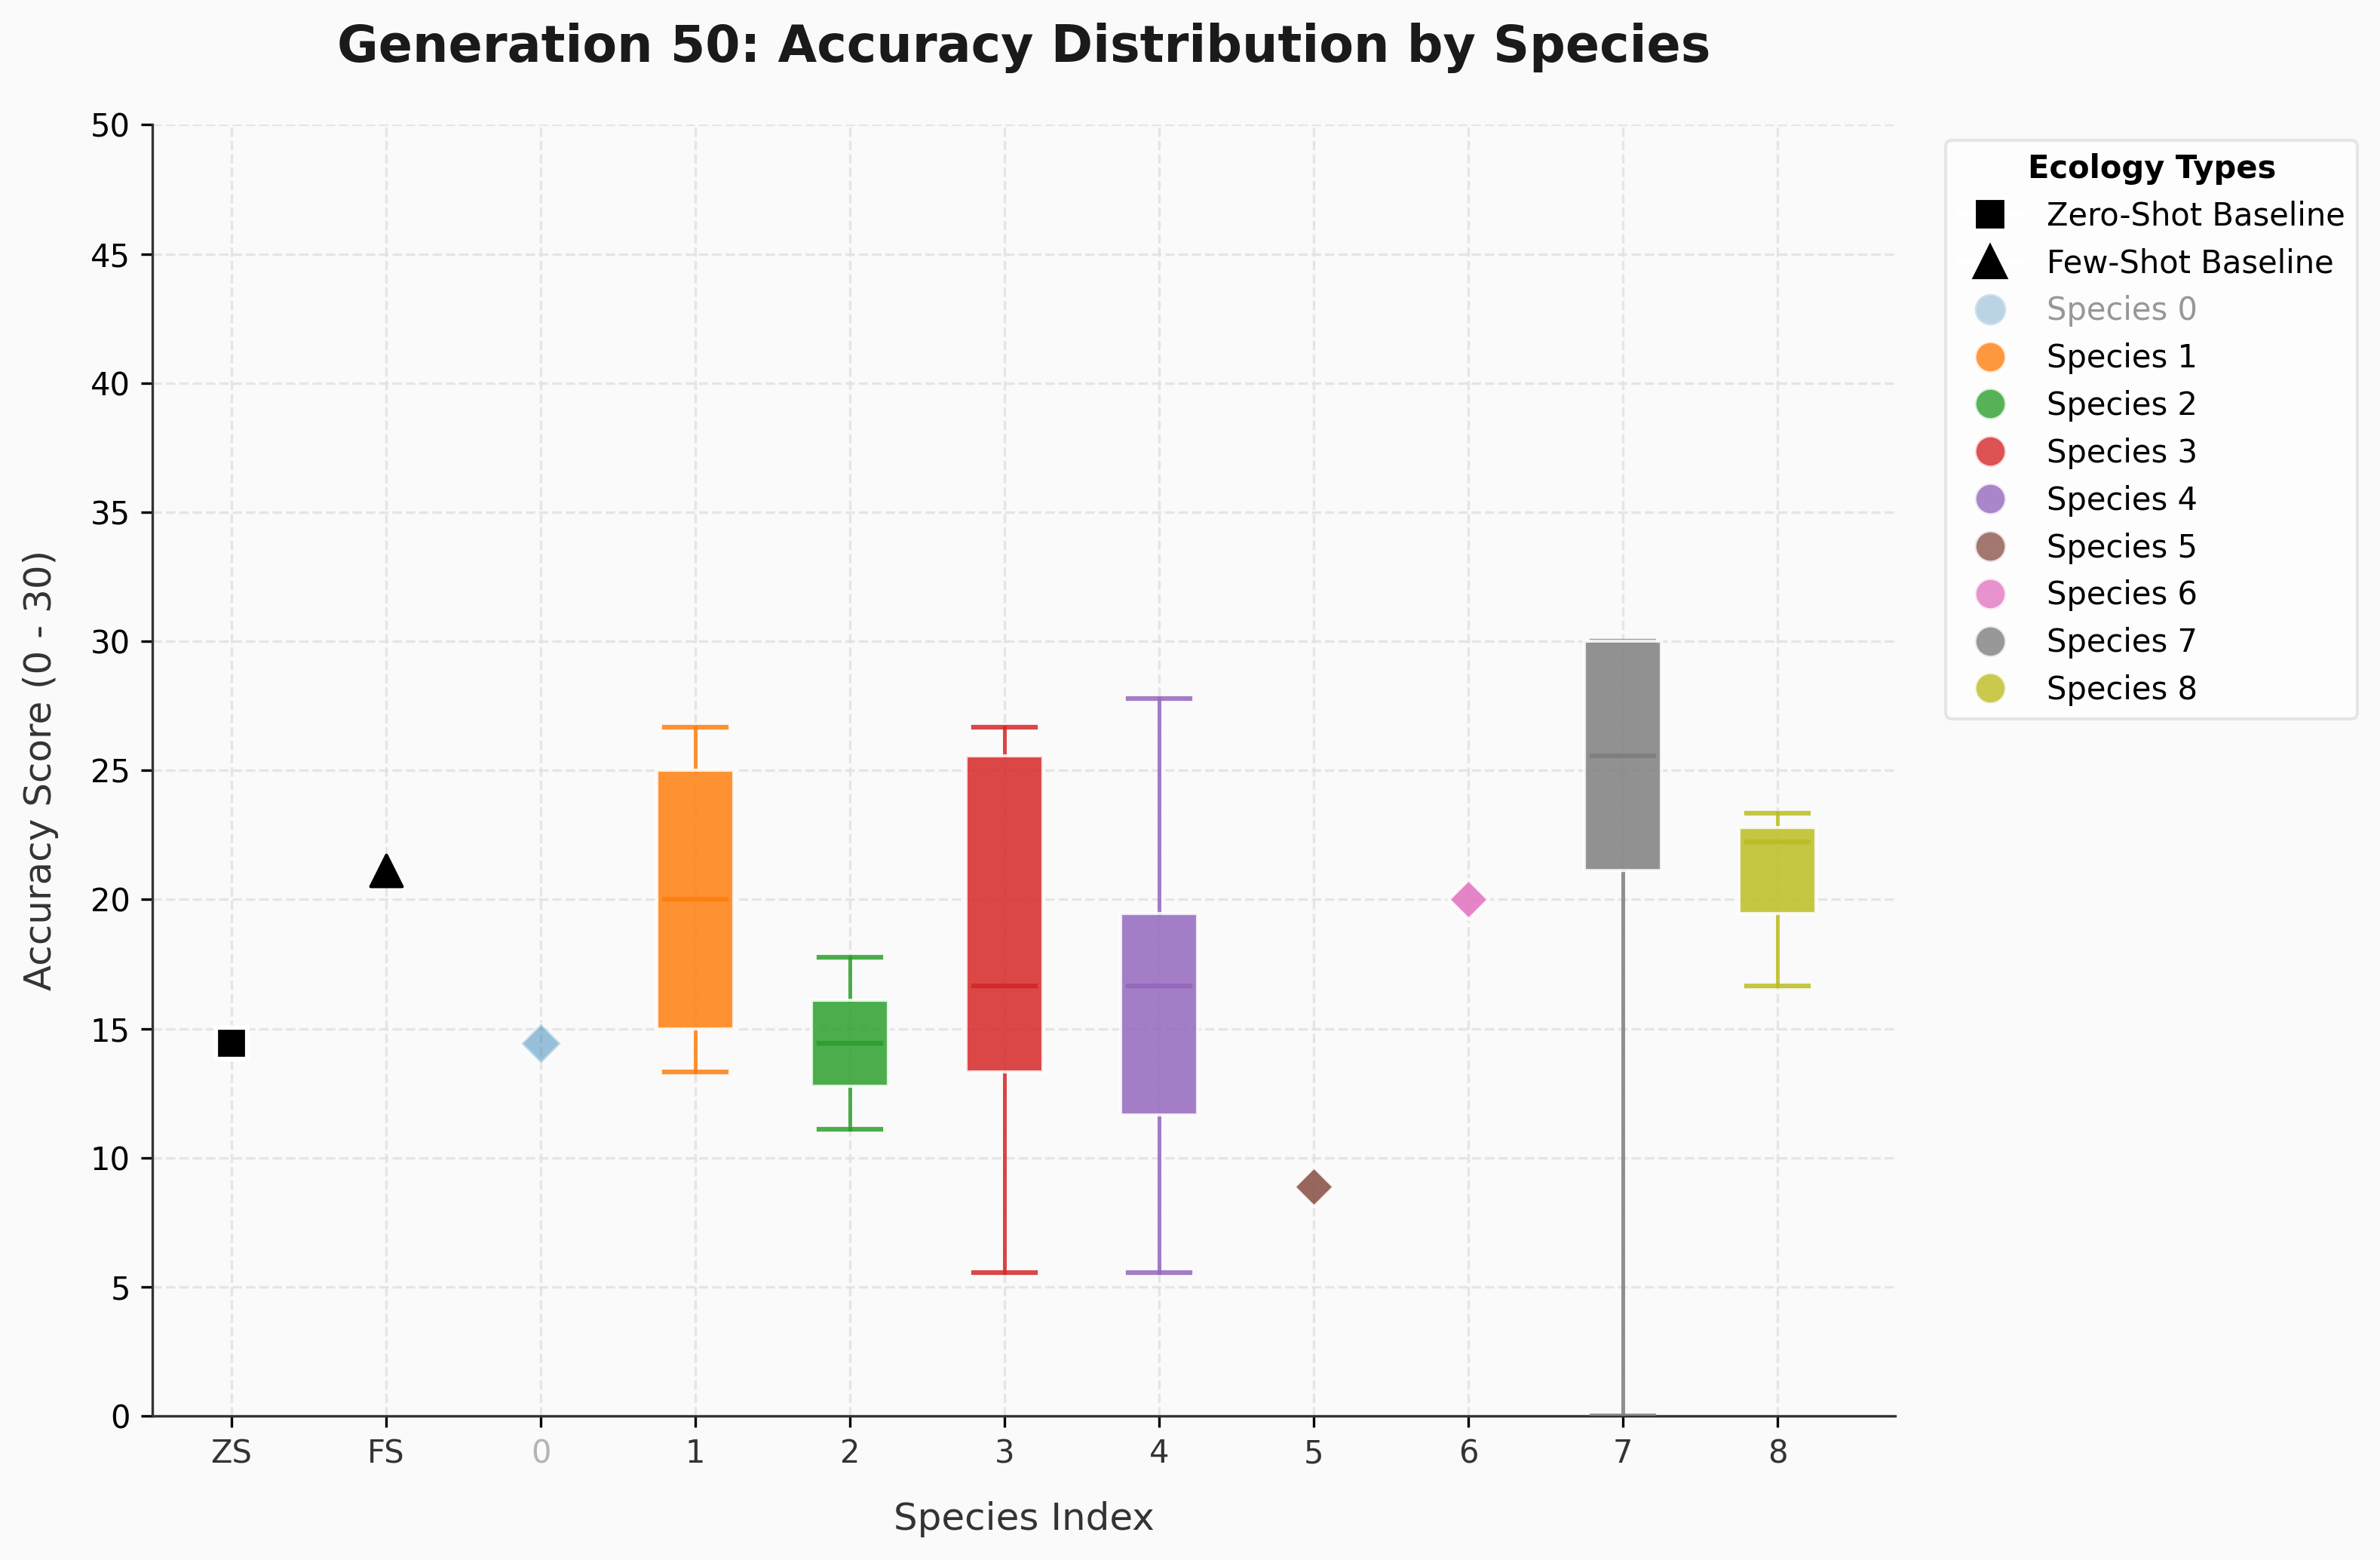 Generation 50: Accuracy Distribution by Species
50
45
40
35
30
25
20
15
10
5
0
Accuracy Score (0 - 30)
ZS FS 0 1 2 3 4 5 6 7 8
Species Index
Ecology Types
Zero-Shot Baseline
Few-Shot Baseline
Species 0
Species 1
Species 2
Species 3
Species 4
Species 5
Species 6
Species 7
Species 8